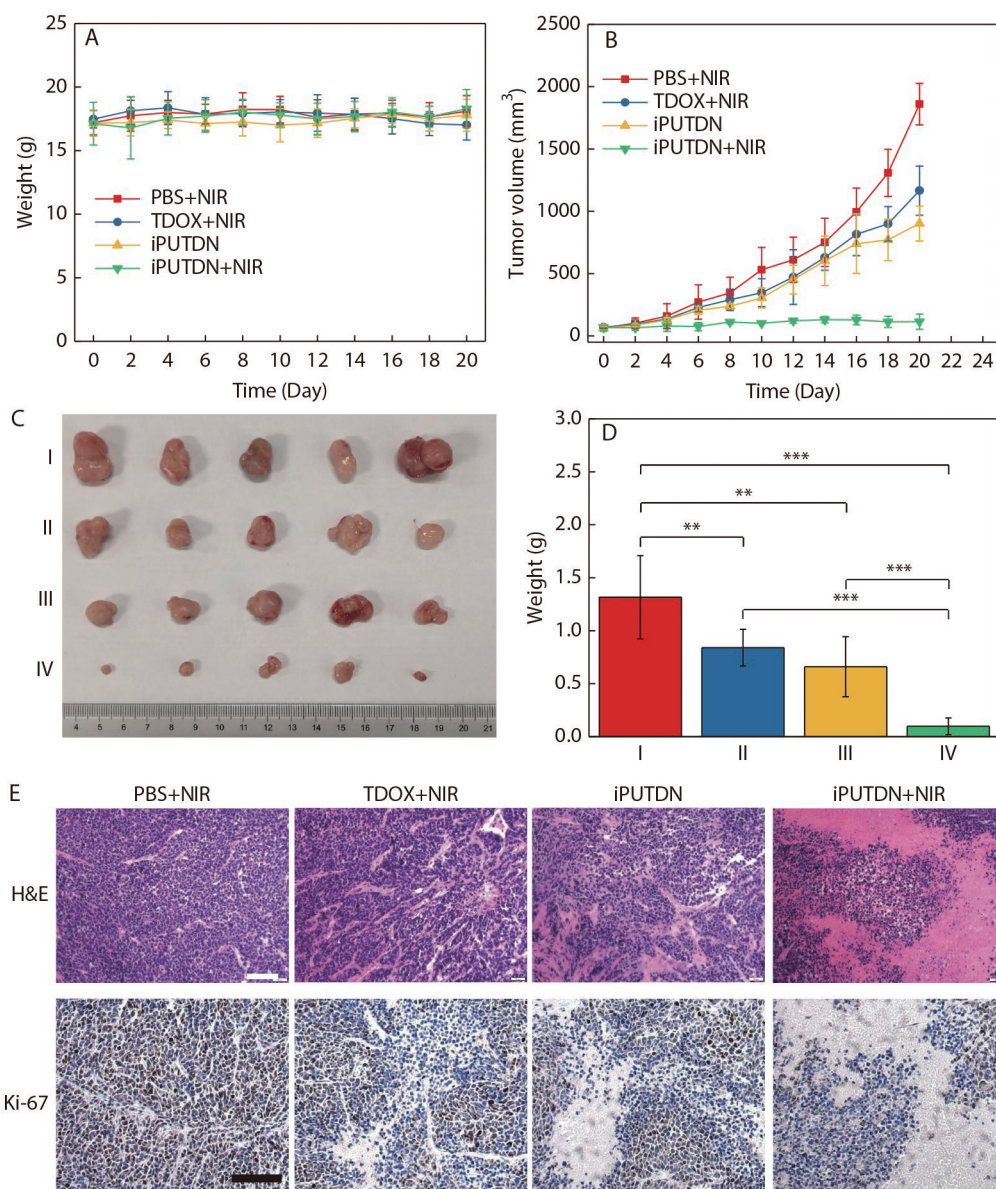 A
25
20
15
10
5
0
Weight (g)
PBS+NIR
TDOX+NIR
iPUTDN
iPUTDN+NIR
0 2 4 6 8 10 12 14 16 18 20
Time (Day)
B
2500
2000
1500
1000
500
0
Tumor volume (mm³)
PBS+NIR
TDOX+NIR
iPUTDN
iPUTDN+NIR
0 2 4 6 8 10 12 14 16 18 20 22 24
Time (Day)
C
I
II
III
IV
4 5 6 7 8 9 10 11 12 13 14 15 16 17 18 19 20 21
D
3.0
2.5
2.0
1.5
1.0
0.5
0.0
Weight (g)
***
**
**
***
***
I II III IV
E
PBS+NIR TDOX+NIR iPUTDN iPUTDN+NIR
H&E
Ki-67